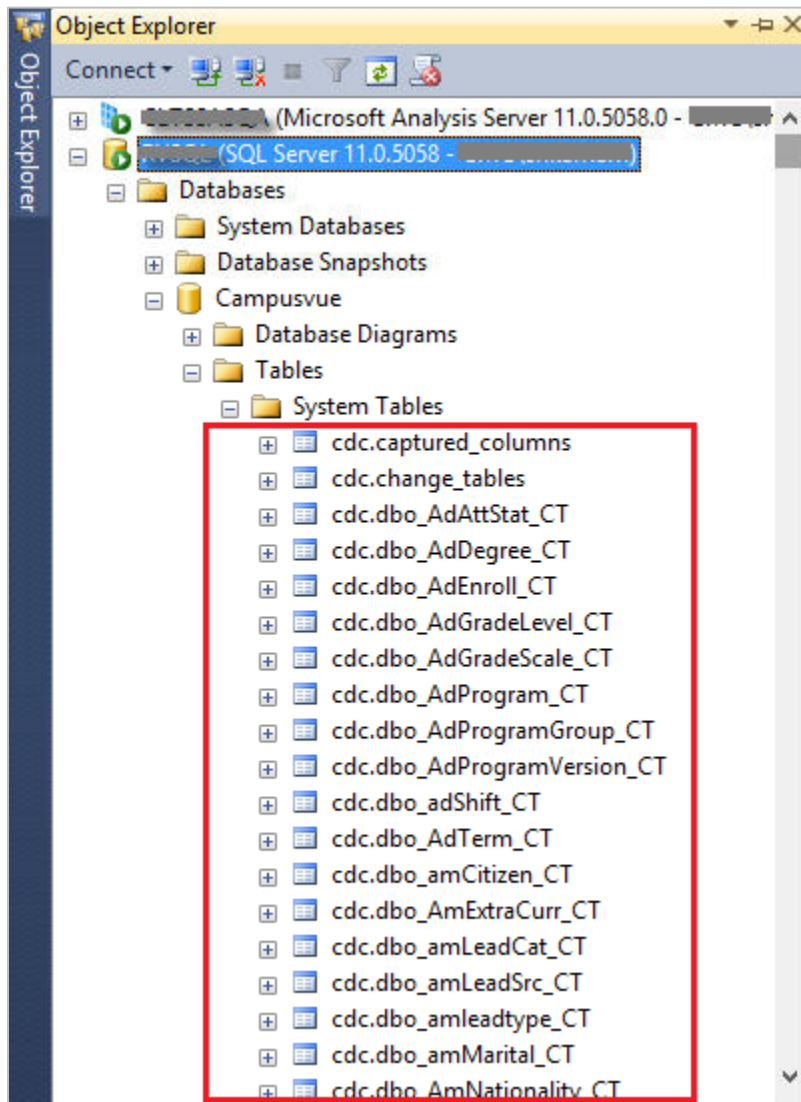 Object Explorer
Object Explorer
Connect
(Microsoft Analysis Server 11.0.5058.0 -
(SQL Server 11.0.5058 -
Databases
System Databases
Database Snapshots
Campusvue
Database Diagrams
Tables
System Tables
cdc.captured_columns
cdc.change_tables
cdc.dbo_AdAttStat_CT
cdc.dbo_AdDegree_CT
cdc.dbo_AdEnroll_CT
cdc.dbo_AdGradeLevel_CT
cdc.dbo_AdGradeScale_CT
cdc.dbo_AdProgram_CT
cdc.dbo_AdProgramGroup_CT
cdc.dbo_AdProgramVersion_CT
cdc.dbo_adShift_CT
cdc.dbo_AdTerm_CT
cdc.dbo_amCitizen_CT
cdc.dbo_AmExtraCurr_CT
cdc.dbo_amLeadCat_CT
cdc.dbo_amLeadSrc_CT
cdc.dbo_amleadtype_CT
cdc.dbo_amMarital_CT
cdc.dbo_AmNationality_CT